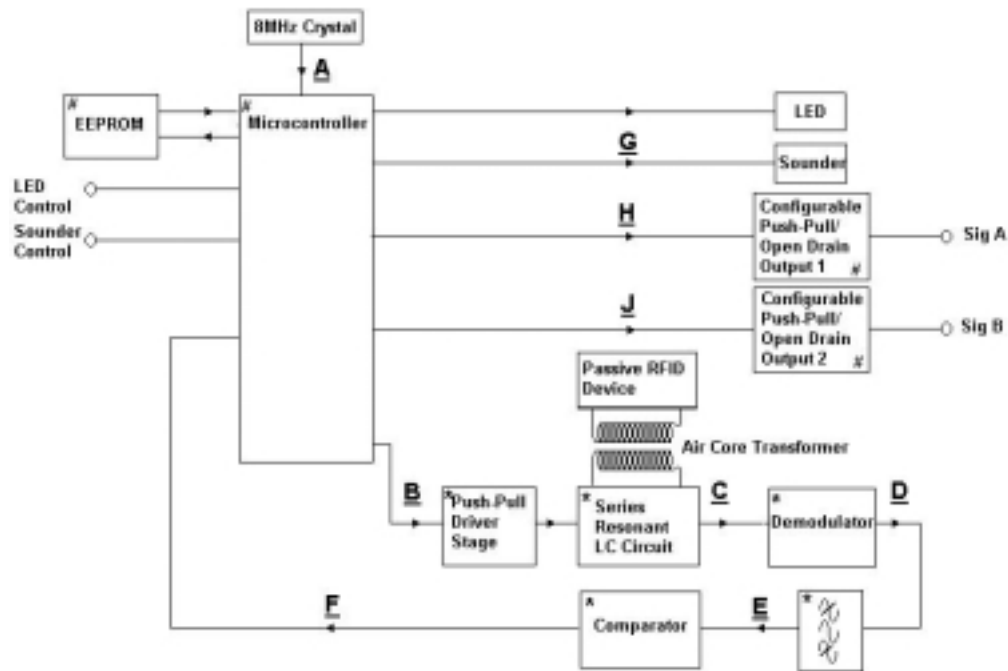 8MHz Crystal
A
#
EEPROM
#
Microcontroller
LED
G
Sounder
LED
Control
Sounder
Control
H
Configurable
Push-Pull/
Open Drain
Output 1 #
Sig A
J
Configurable
Push-Pull/
Open Drain
Output 2 #
Sig B
Passive RFID
Device
Air Core Transformer
B
*Push-Pull
Driver
Stage
* Series
Resonant
LC Circuit
C
*
Demodulator
D
F
*
Comparator
E
*